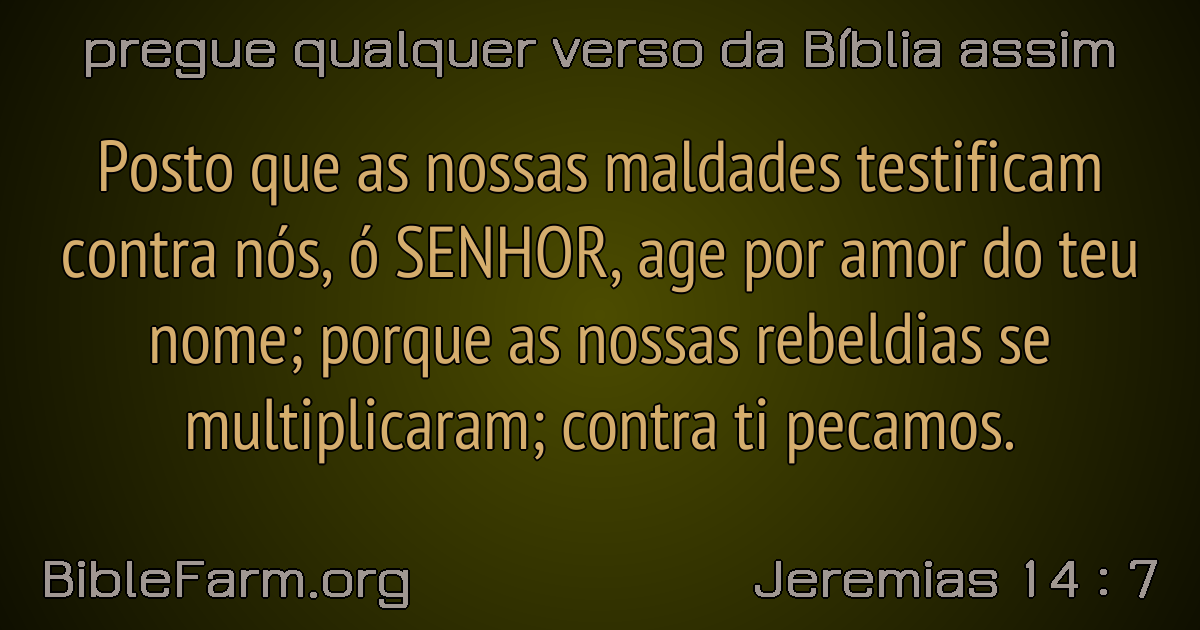 pregue qualquer verso da Bíblia assim
Posto que as nossas maldades testificam
contra nós, ó SENHOR, age por amor do teu
nome; porque as nossas rebeldias se
multiplicaram; contra ti pecamos.
BibleFarm.org
Jeremias 14 : 7